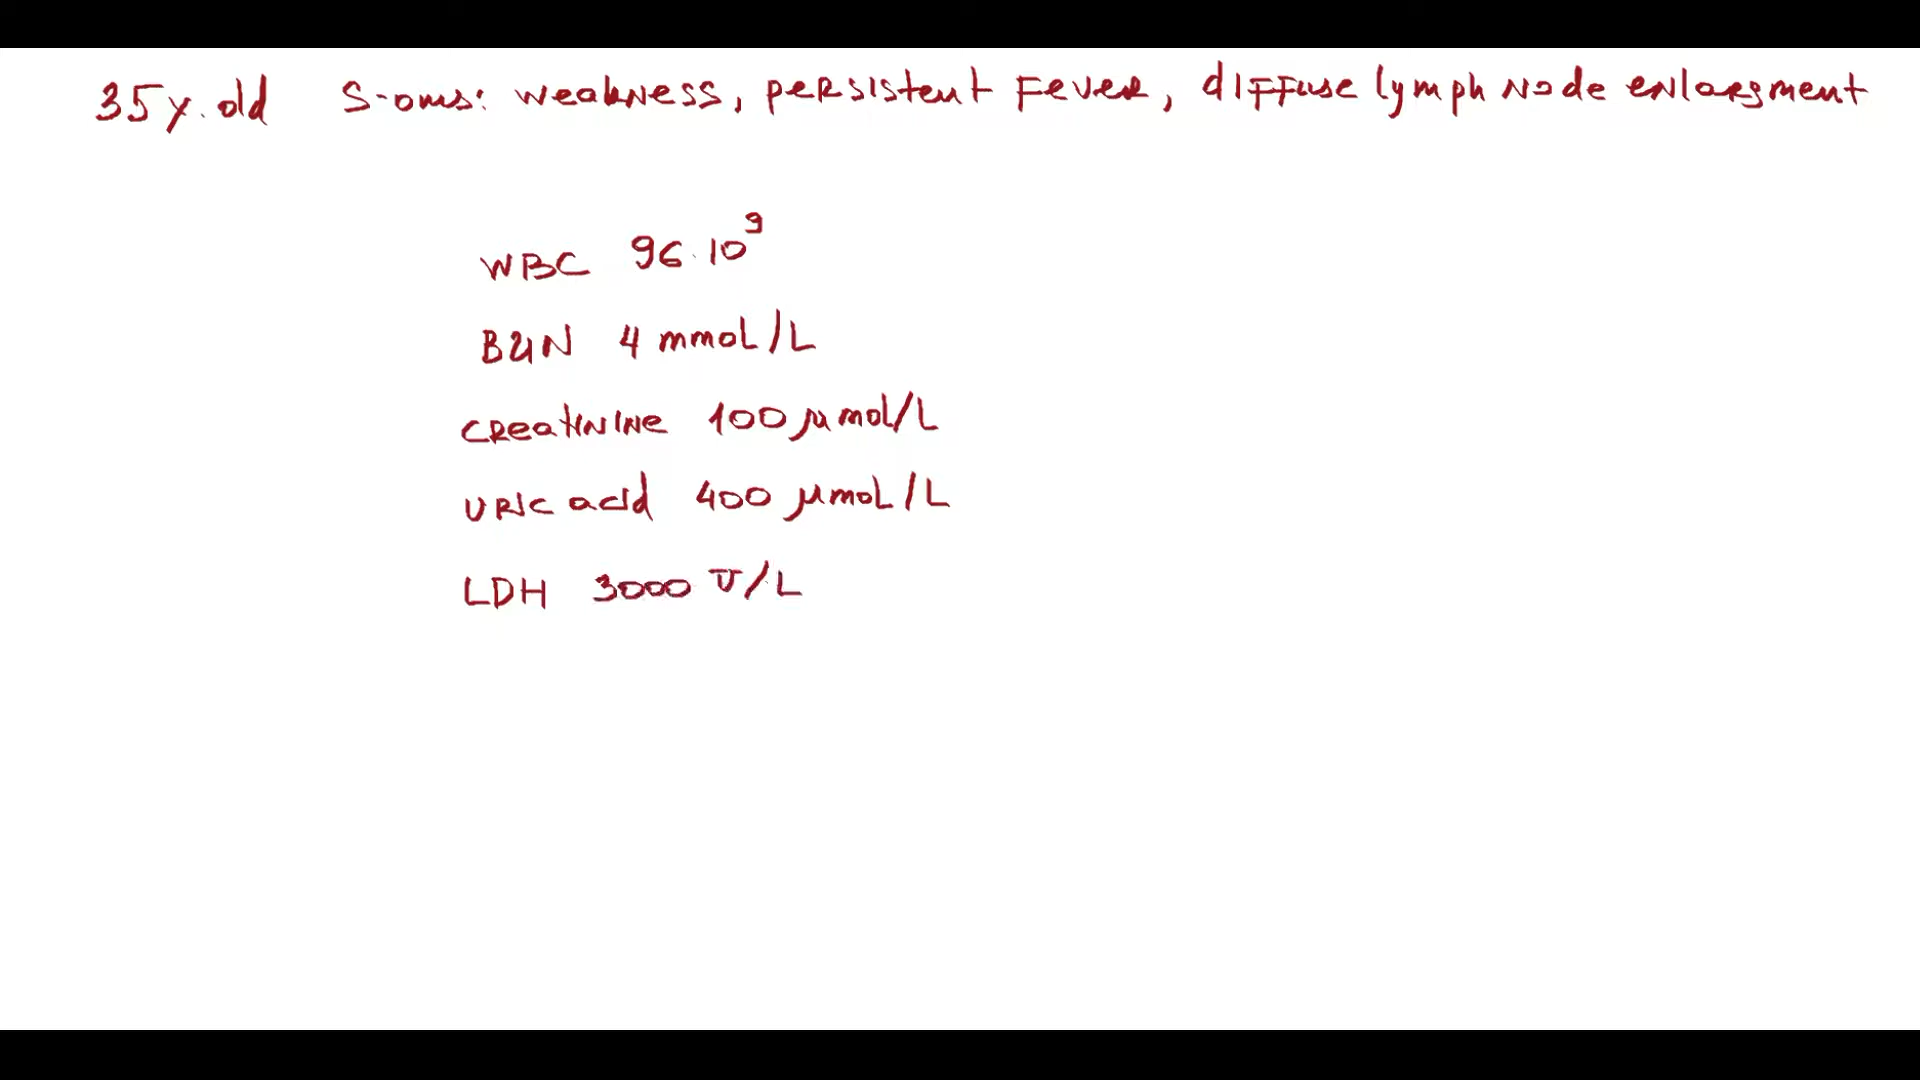 35y.old S-oms: weakness, persistent fever, diffuse lymph node enlargment
WBC 96·10⁹
BUN 4 mmol/L
creatinine 100 μmol/L
uric acid 400 μmol/L
LDH 3000 U/L